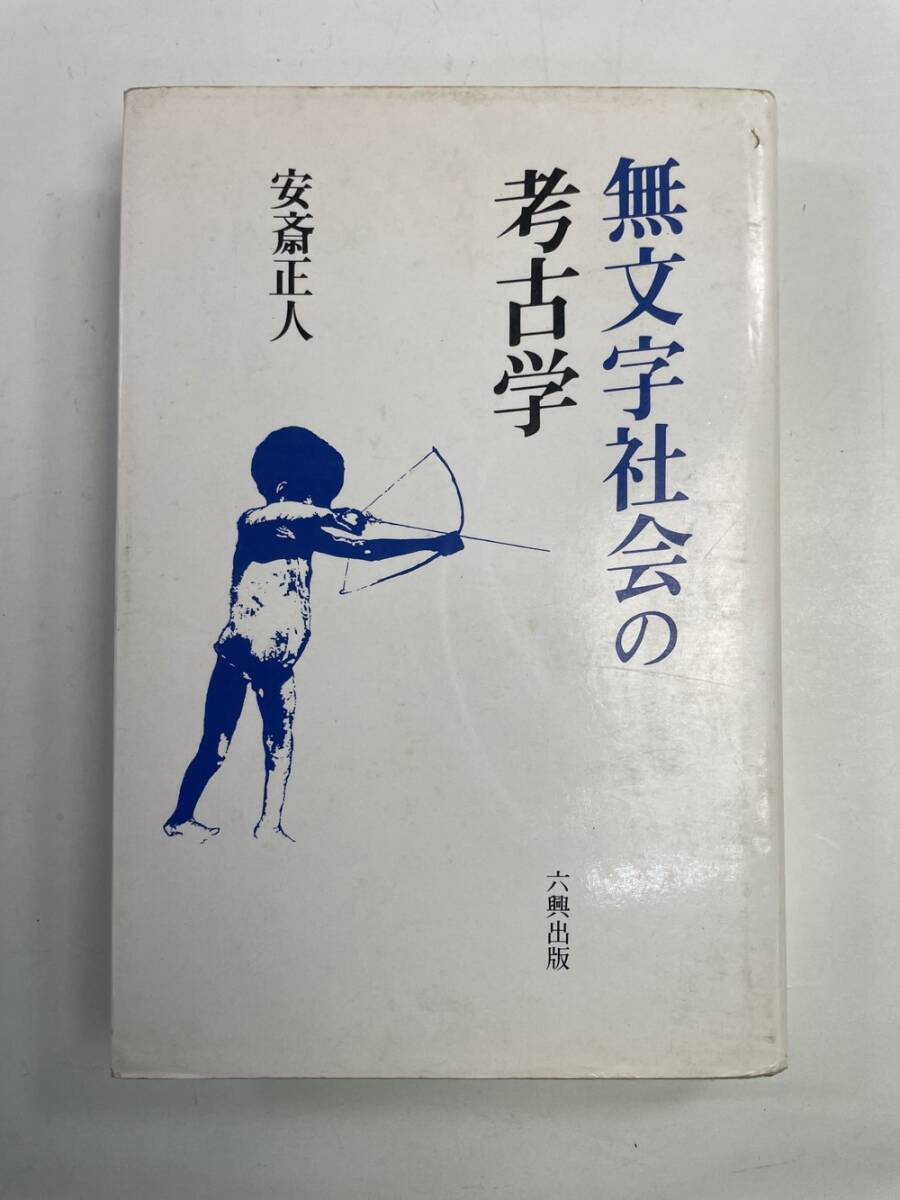 無文字社会の
考古学
安斎正人
六興出版